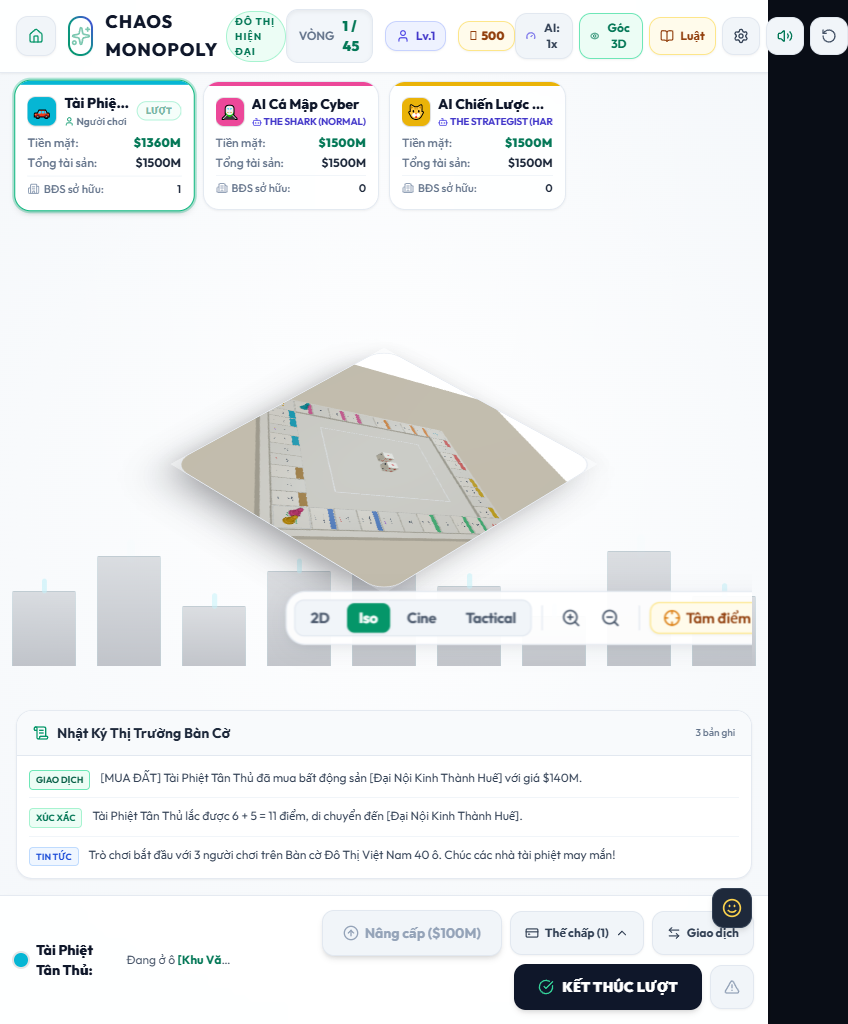 CHAOS
MONOPOLY
ĐÔ THỊ
HIỆN
ĐẠI
VÒNG
1 /
45
Lv.1
500
AI:
1x
Góc
3D
Luật
Tài Phiệ...
Người chơi
LƯỢT
Tiền mặt:
$1360M
Tổng tài sản:
$1500M
BĐS sở hữu:
1
AI Cá Mập Cyber
THE SHARK (NORMAL)
Tiền mặt:
$1500M
Tổng tài sản:
$1500M
BĐS sở hữu:
0
AI Chiến Lược ...
THE STRATEGIST (HAR
Tiền mặt:
$1500M
Tổng tài sản:
$1500M
BĐS sở hữu:
0
2D
Iso
Cine
Tactical
Tâm điểm
Nhật Ký Thị Trường Bàn Cờ
3 bản ghi
GIAO DỊCH
[MUA ĐẤT] Tài Phiệt Tân Thủ đã mua bất động sản [Đại Nội Kinh Thành Huế] với giá $140M.
XÚC XẮC
Tài Phiệt Tân Thủ lắc được 6 + 5 = 11 điểm, di chuyển đến [Đại Nội Kinh Thành Huế].
TIN TỨC
Trò chơi bắt đầu với 3 người chơi trên Bàn cờ Đô Thị Việt Nam 40 ô. Chúc các nhà tài phiệt may mắn!
Tài Phiệt
Tân Thủ:
Đang ở ô [Khu Vă...
Nâng cấp ($100M)
Thế chấp (1)
Giao dịch
KẾT THÚC LƯỢT